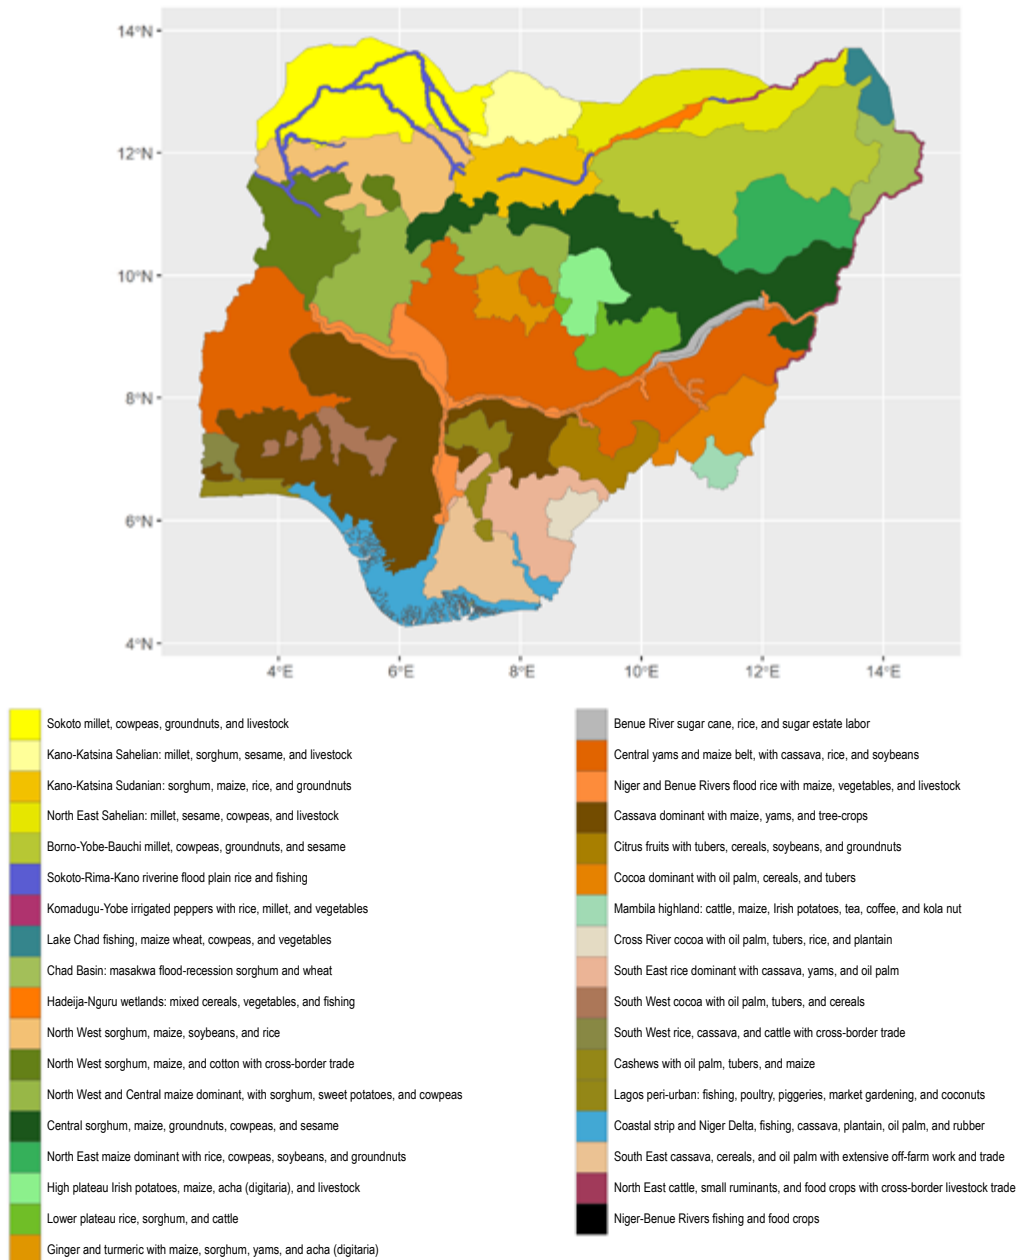 14°N
12°N
10°N
8°N
6°N
4°N
4°E 6°E 8°E 10°E 12°E 14°E
Sokoto millet, cowpeas, groundnuts, and livestock
Kano-Katsina Sahelian: millet, sorghum, sesame, and livestock
Kano-Katsina Sudanian: sorghum, maize, rice, and groundnuts
North East Sahelian: millet, sesame, cowpeas, and livestock
Borno-Yobe-Bauchi millet, cowpeas, groundnuts, and sesame
Sokoto-Rima-Kano riverine flood plain rice and fishing
Komadugu-Yobe irrigated peppers with rice, millet, and vegetables
Lake Chad fishing, maize wheat, cowpeas, and vegetables
Chad Basin: masakwa flood-recession sorghum and wheat
Hadeija-Nguru wetlands: mixed cereals, vegetables, and fishing
North West sorghum, maize, soybeans, and rice
North West sorghum, maize, and cotton with cross-border trade
North West and Central maize dominant, with sorghum, sweet potatoes, and cowpeas
Central sorghum, maize, groundnuts, cowpeas, and sesame
North East maize dominant with rice, cowpeas, soybeans, and groundnuts
High plateau Irish potatoes, maize, acha (digitaria), and livestock
Lower plateau rice, sorghum, and cattle
Ginger and turmeric with maize, sorghum, yams, and acha (digitaria)
Benue River sugar cane, rice, and sugar estate labor
Central yams and maize belt, with cassava, rice, and soybeans
Niger and Benue Rivers flood rice with maize, vegetables, and livestock
Cassava dominant with maize, yams, and tree-crops
Citrus fruits with tubers, cereals, soybeans, and groundnuts
Cocoa dominant with oil palm, cereals, and tubers
Mambila highland: cattle, maize, Irish potatoes, tea, coffee, and kola nut
Cross River cocoa with oil palm, tubers, rice, and plantain
South East rice dominant with cassava, yams, and oil palm
South West cocoa with oil palm, tubers, and cereals
South West rice, cassava, and cattle with cross-border trade
Cashews with oil palm, tubers, and maize
Lagos peri-urban: fishing, poultry, piggeries, market gardening, and coconuts
Coastal strip and Niger Delta, fishing, cassava, plantain, oil palm, and rubber
South East cassava, cereals, and oil palm with extensive off-farm work and trade
North East cattle, small ruminants, and food crops with cross-border livestock trade
Niger-Benue Rivers fishing and food crops